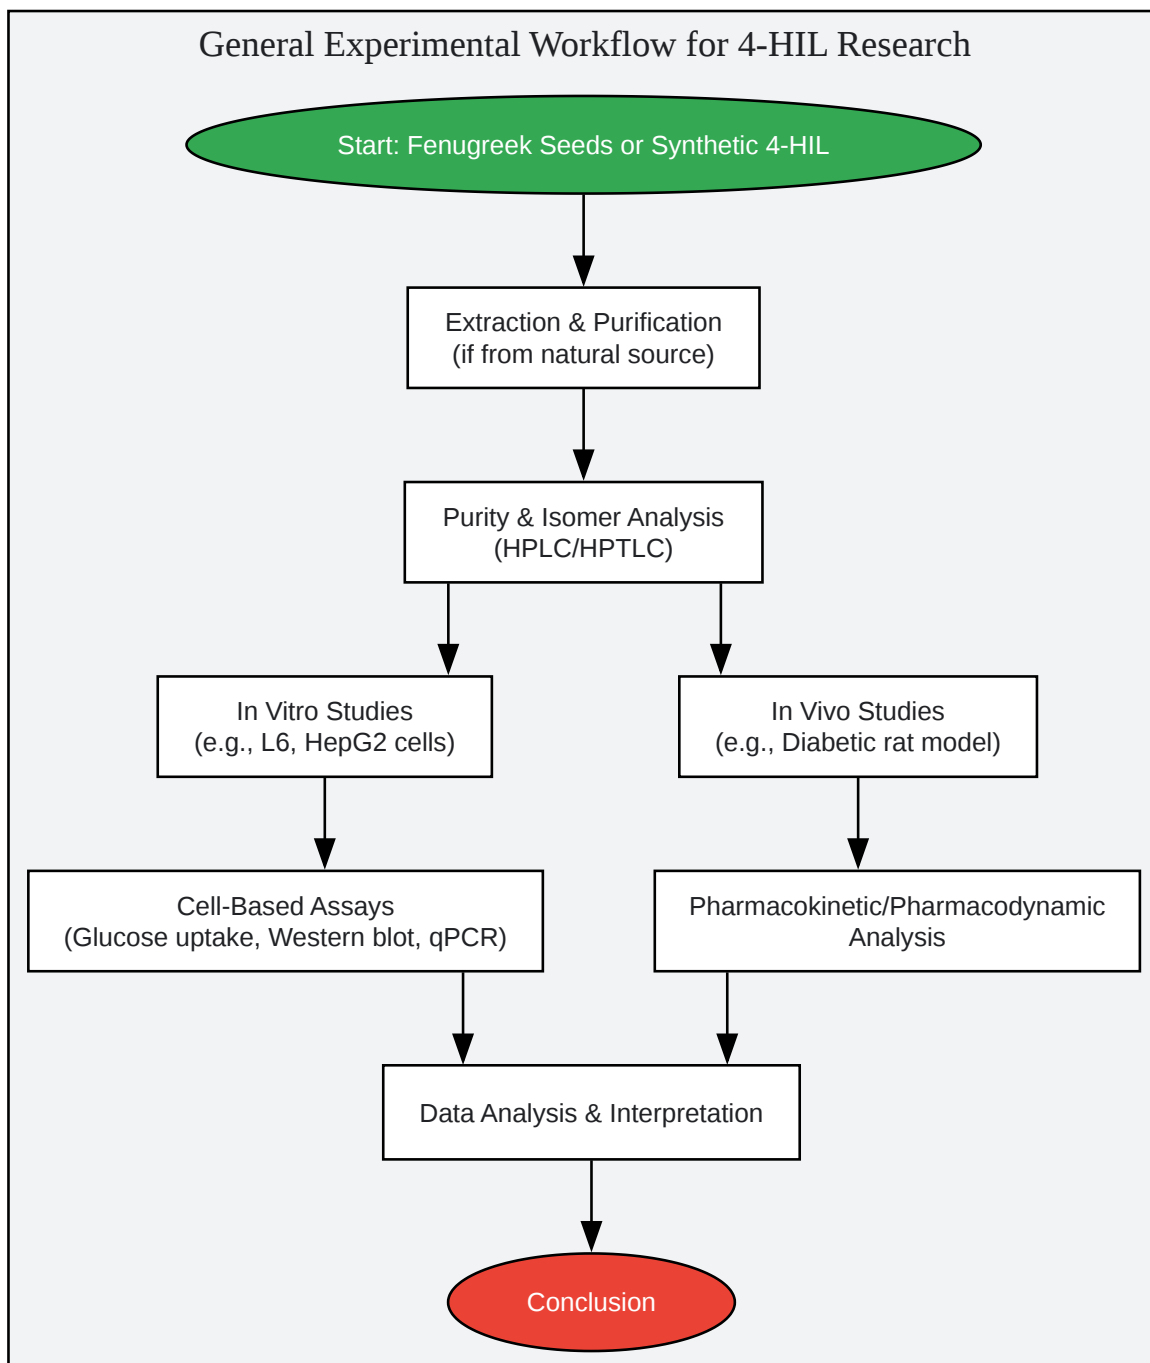 General Experimental Workflow for 4-HIL Research
Start: Fenugreek Seeds or Synthetic 4-HIL
Extraction & Purification
(if from natural source)
Purity & Isomer Analysis
(HPLC/HPTLC)
In Vitro Studies
(e.g., L6, HepG2 cells)
In Vivo Studies
(e.g., Diabetic rat model)
Cell-Based Assays
(Glucose uptake, Western blot, qPCR)
Pharmacokinetic/Pharmacodynamic
Analysis
Data Analysis & Interpretation
Conclusion